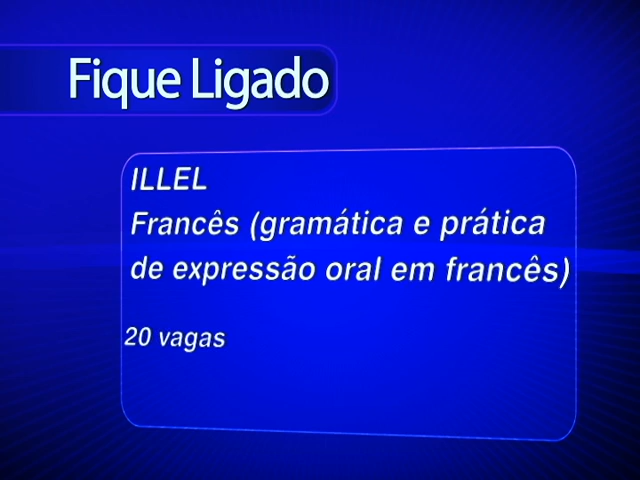 Fique Ligado
ILLEL
Francês (gramática e prática
de expressão oral em francês)
20 vagas